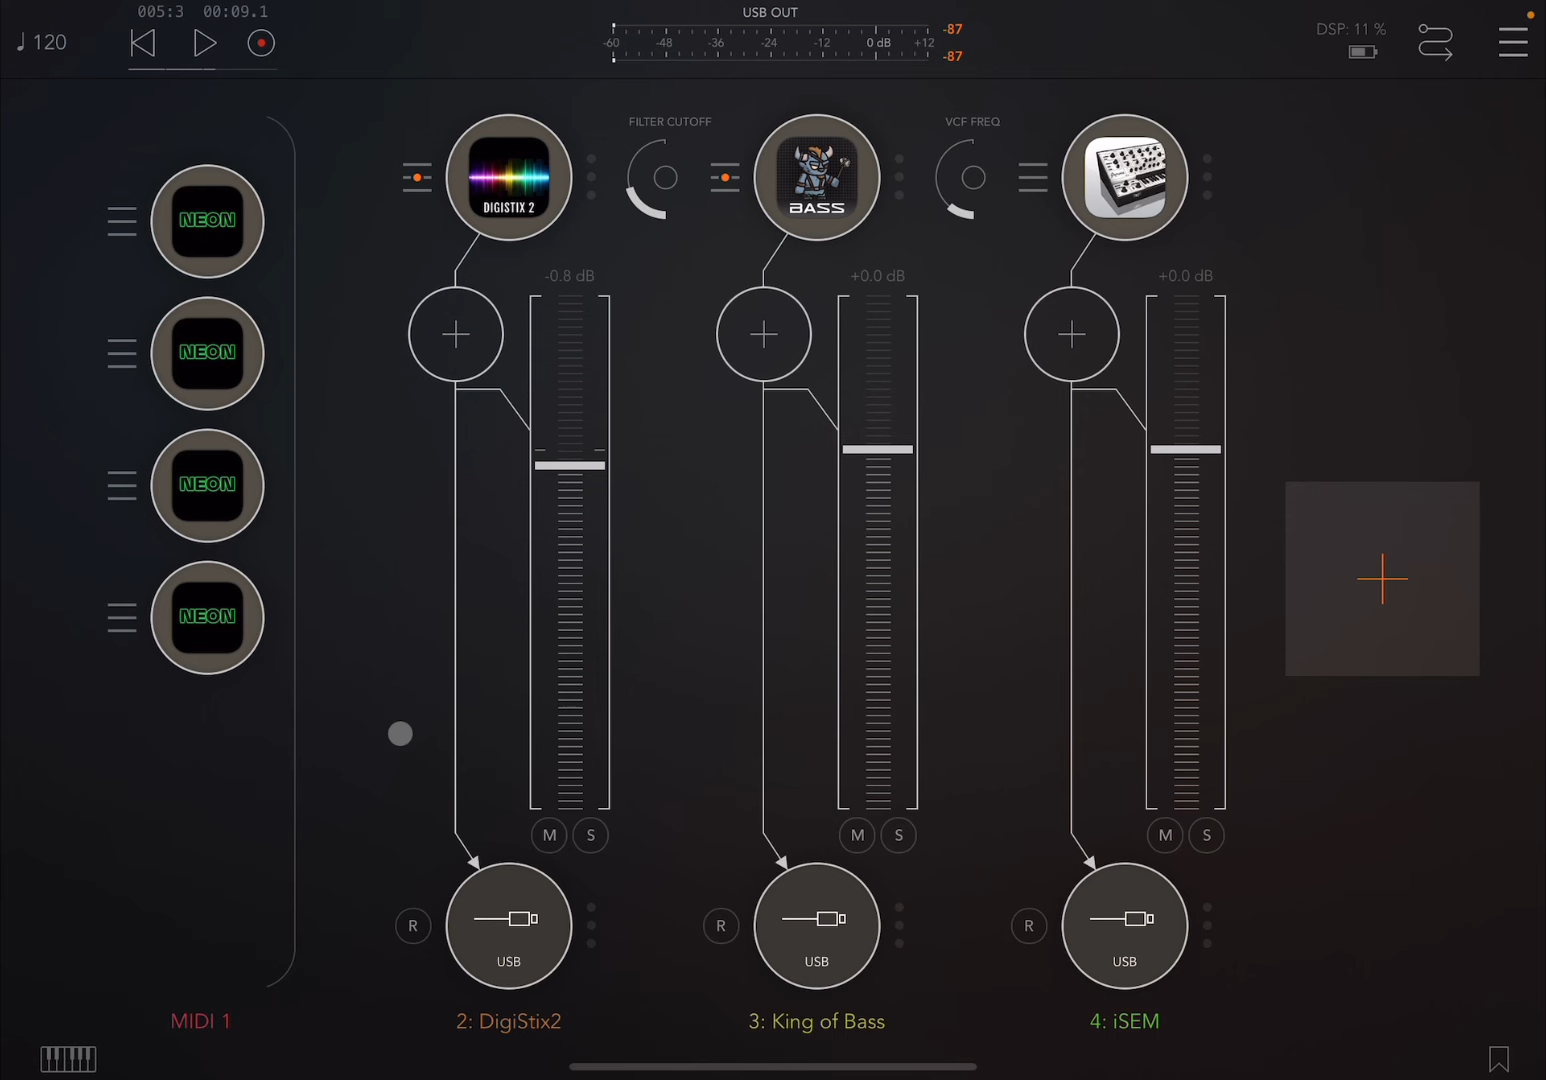 005:3 00:09.1
120
USB OUT
-60 -48 -36 -24 -12 0 dB +12
-87
-87
DSP: 11 %
NEON
NEON
NEON
NEON
DIGISTIX 2
FILTER CUTOFF
BASS
VCF FREQ
-0.8 dB
+0.0 dB
+0.0 dB
M S
M S
M S
R
USB
R
USB
R
USB
MIDI 1
2: DigiStix2
3: King of Bass
4: iSEM